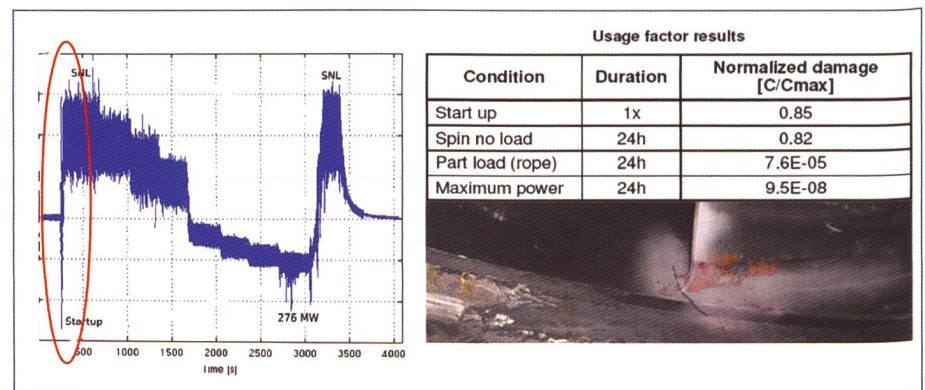 SNL
SNL
Startup
276 MW
500 1000 1500 2000 2500 3000 3500 4000
Time [s]
Usage factor results
Condition Duration Normalized damage
[C/Cmax]
Start up 1x 0.85
Spin no load 24h 0.82
Part load (rope) 24h 7.6E-05
Maximum power 24h 9.5E-08